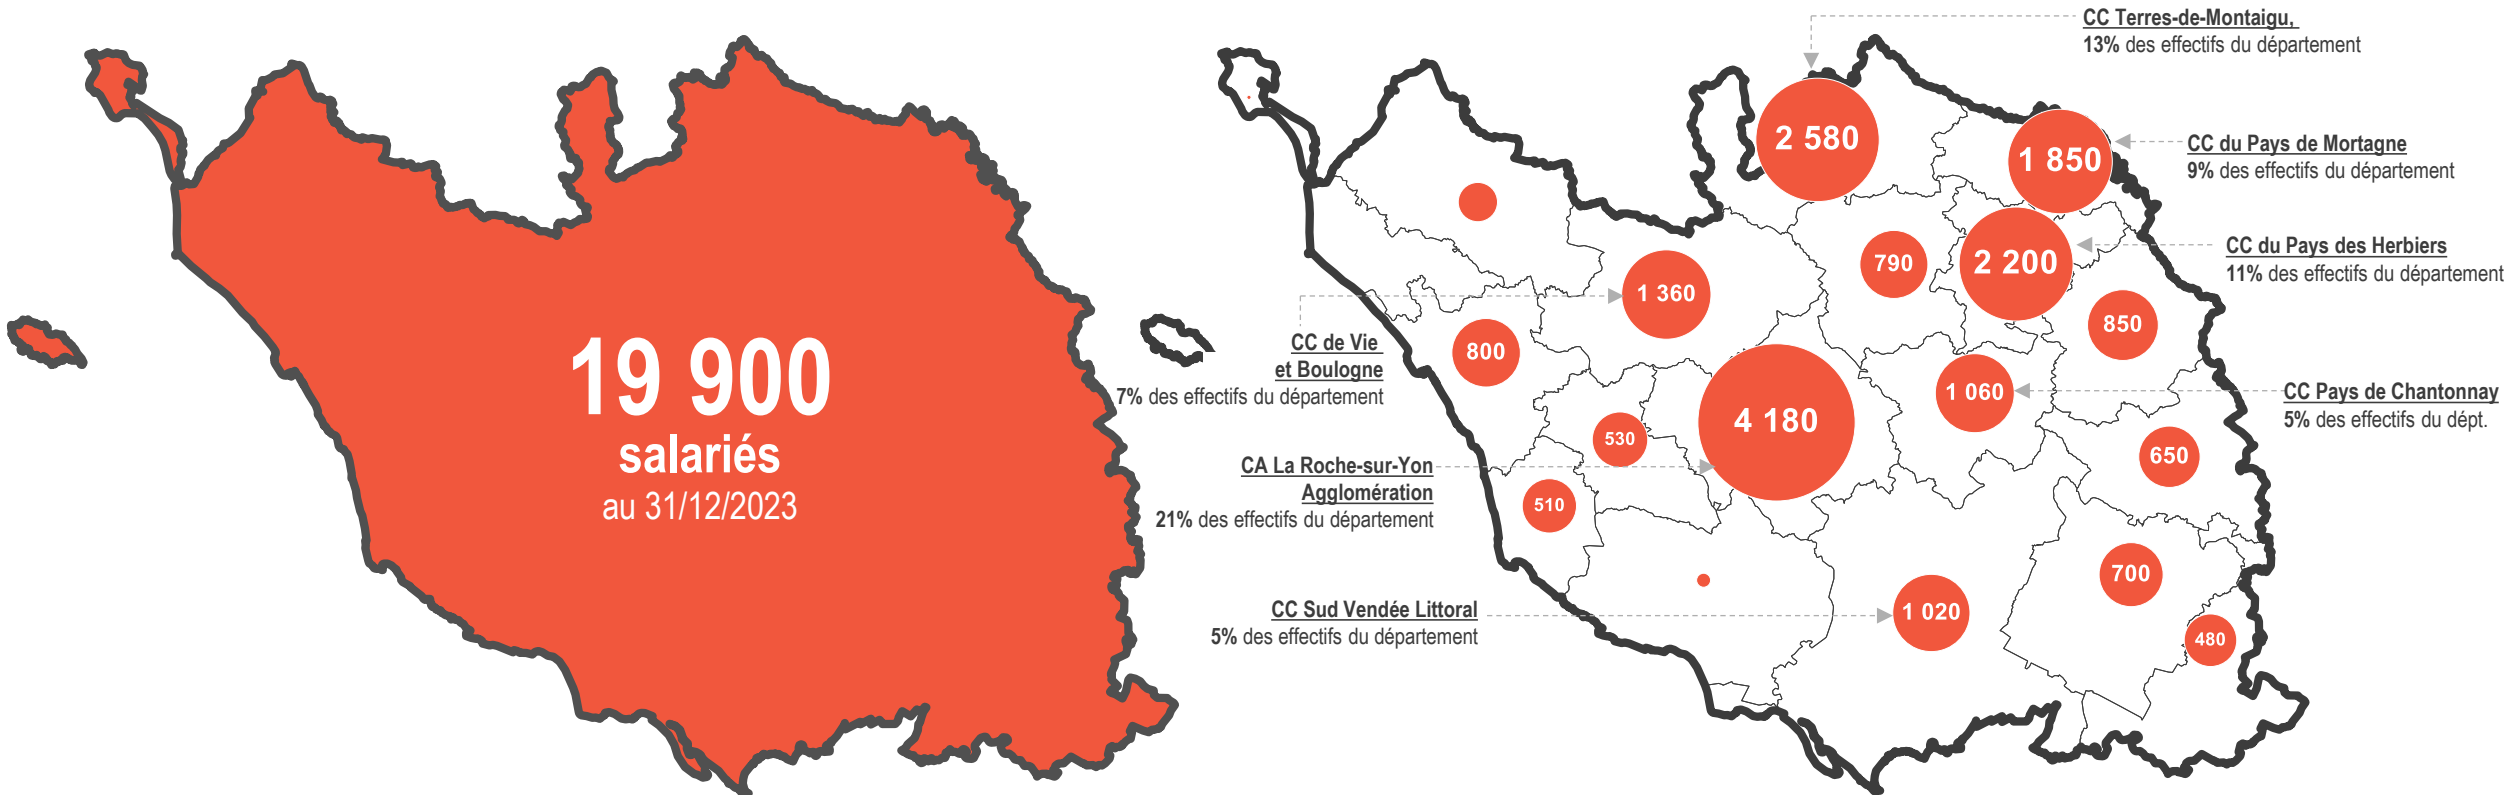 19 900
salariés
au 31/12/2023
CC Terres-de-Montaigu,
13% des effectifs du département
2 580
1 850
CC du Pays de Mortagne
9% des effectifs du département
790
2 200
CC du Pays des Herbiers
11% des effectifs du département
1 360
850
800
CC de Vie
et Boulogne
7% des effectifs du département
1 060
CC Pays de Chantonnay
5% des effectifs du dépt.
4 180
530
650
CA La Roche-sur-Yon
Agglomération
21% des effectifs du département
510
700
CC Sud Vendée Littoral
5% des effectifs du département
1 020
480